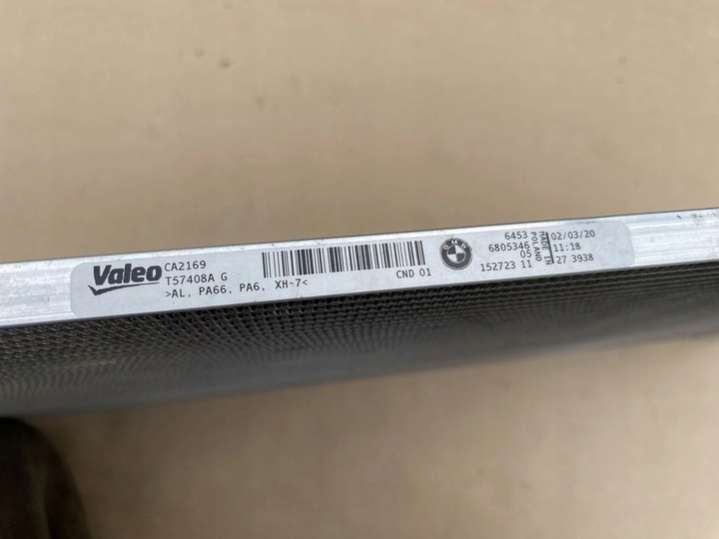 Valeo
CA2169
T57408A G
>AL, PA66, PA6, XH-7<
CND 01
BMW
6453
6805346
05
152723 11
MADE IN
POLAND
02/03/20
11:18
27 3938